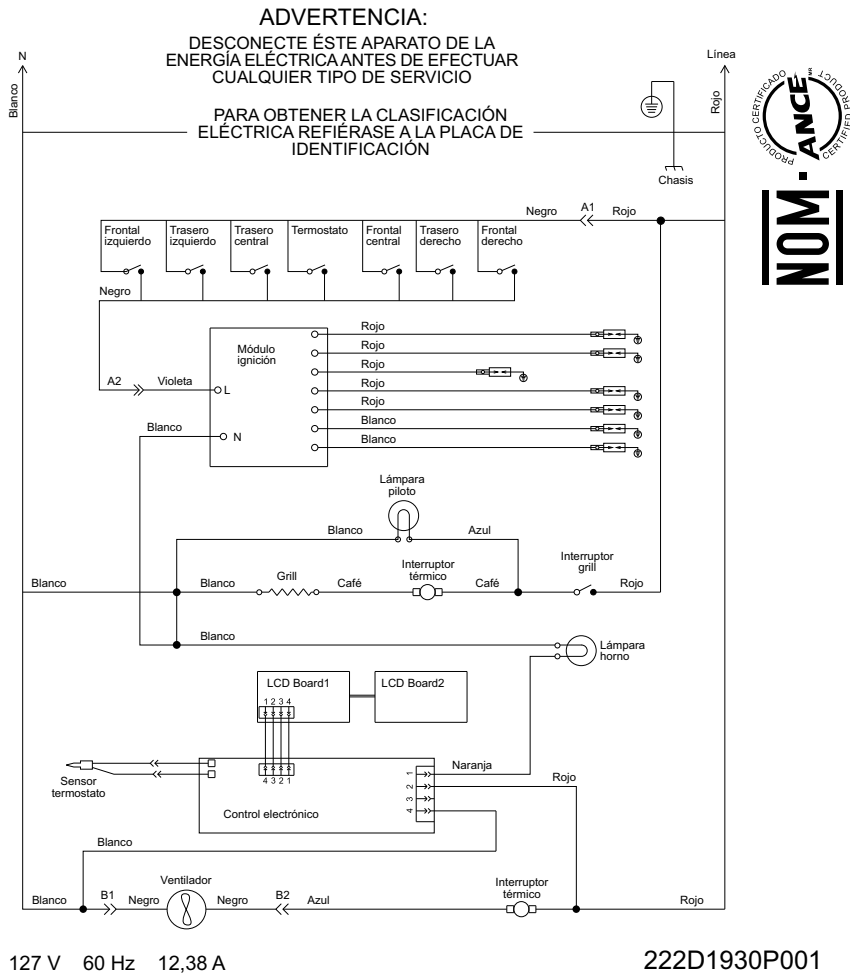 ADVERTENCIA:
DESCONECTE ÉSTE APARATO DE LA
ENERGÍA ELÉCTRICA ANTES DE EFECTUAR
CUALQUIER TIPO DE SERVICIO
PARA OBTENER LA CLASIFICACIÓN
ELÉCTRICA REFIÉRASE A LA PLACA DE
IDENTIFICACIÓN
N
Blanco
Línea
Rojo
Chasis
PRODUCTO CERTIFICADO
ANCE MR
CERTIFIED PRODUCT
NOM
Negro
A1
Rojo
Frontal
izquierdo
Trasero
izquierdo
Trasero
central
Termostato
Frontal
central
Trasero
derecho
Frontal
derecho
Negro
Módulo
ignición
Rojo
Rojo
Rojo
Rojo
Rojo
Blanco
Blanco
A2
Violeta
L
Blanco
N
Lámpara
piloto
Blanco
Azul
Blanco
Blanco
Grill
Café
Interruptor
térmico
Café
Interruptor
grill
Rojo
Blanco
Lámpara
horno
LCD Board1
LCD Board2
1 2 3 4
4 3 2 1
Sensor
termostato
Control electrónico
1
2
3
4
Naranja
Rojo
Blanco
Blanco
B1
Negro
Ventilador
Negro
B2
Azul
Interruptor
térmico
Rojo
127 V 60 Hz 12,38 A
222D1930P001